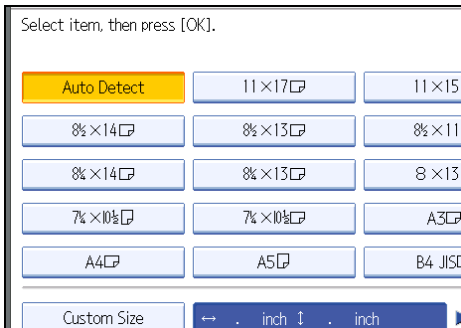 Select item, then press [OK].
Auto Detect 11×17 11×15
8½×14 8½×13 8½×11
8¼×14 8¼×13 8×13
7¼×10½ 7¼×10½ A3
A4 A5 B4 JIS
Custom Size ↔ . inch ↕ . inch